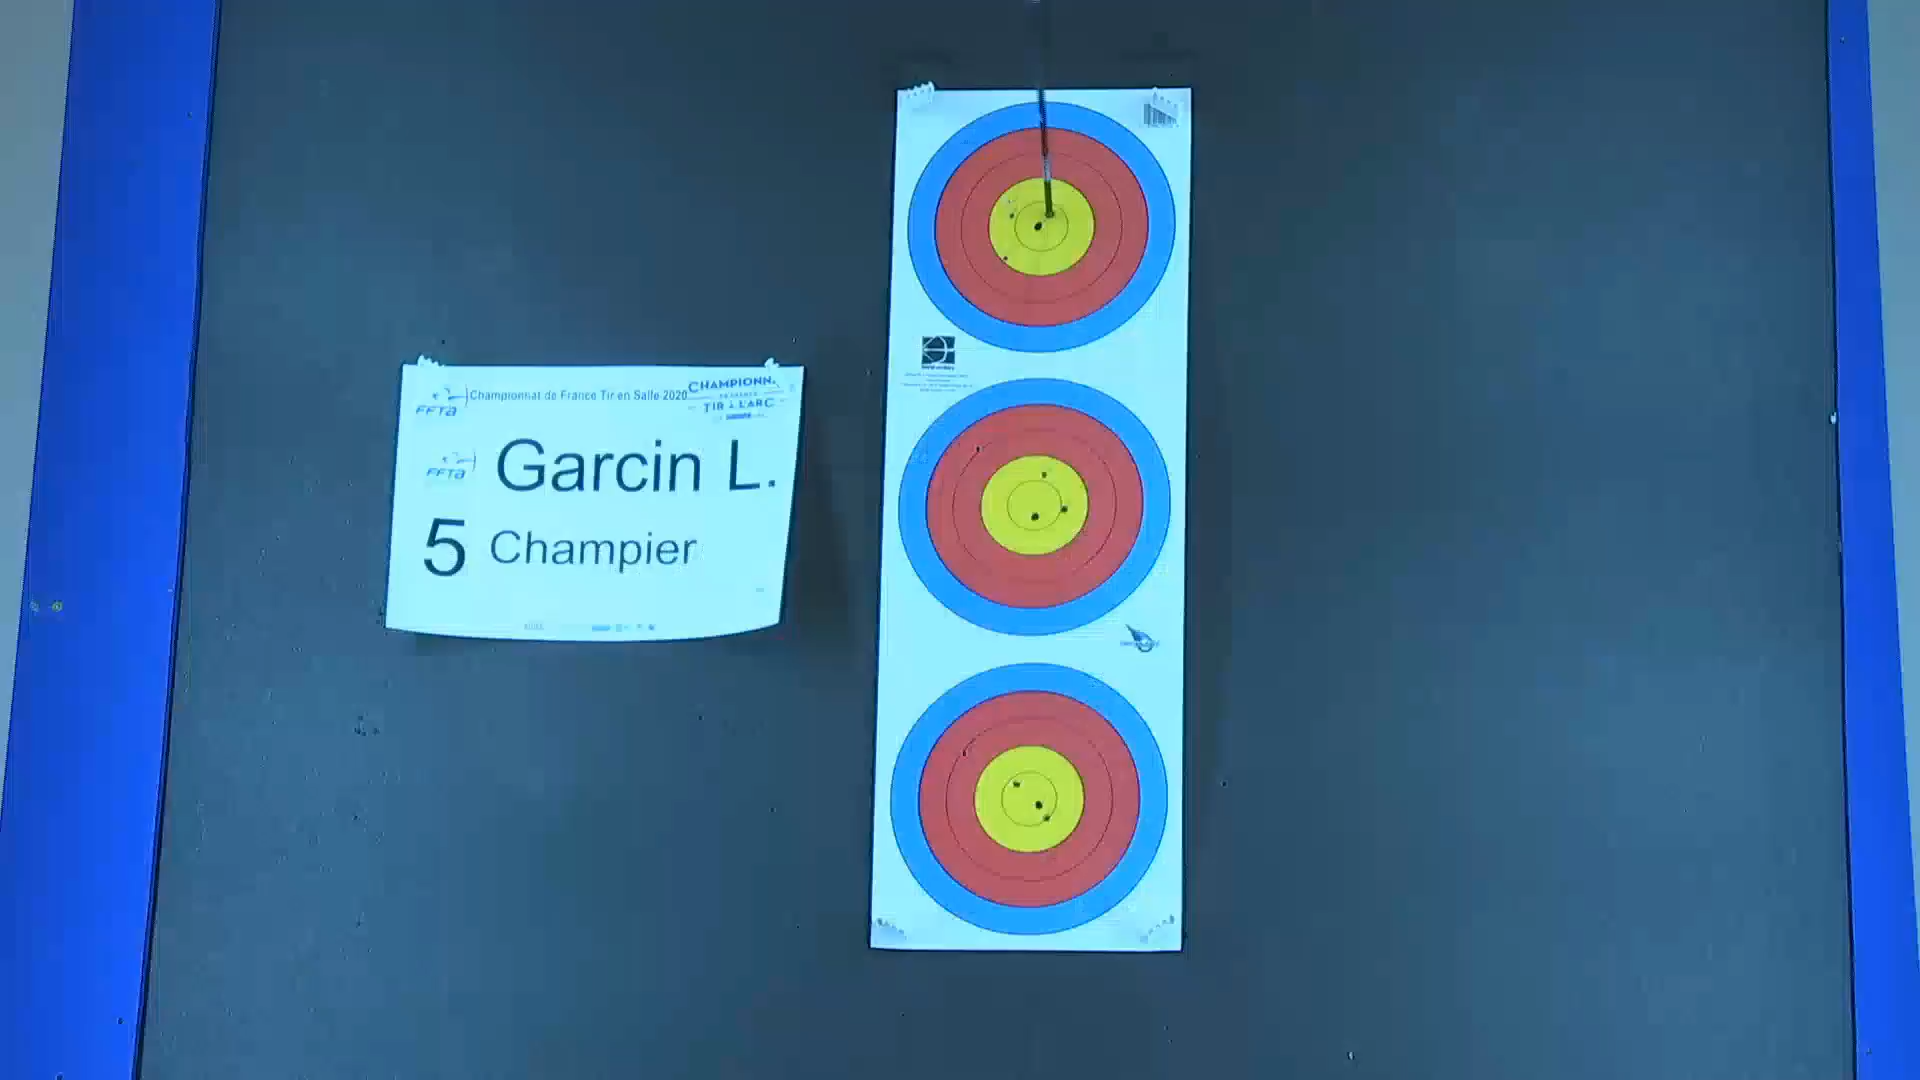 Championnat de France Tir en Salle 2020
CHAMPIONN
TIR À L'ARC
FFTA
FFTA
Garcin L.
5 Champier